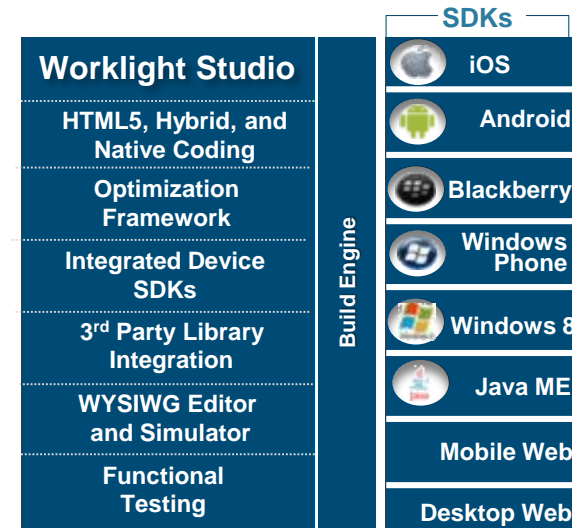 SDKs
Worklight Studio
HTML5, Hybrid, and
Native Coding
Optimization
Framework
Integrated Device
SDKs
3rd Party Library
Integration
WYSIWG Editor
and Simulator
Functional
Testing
Build Engine
iOS
Android
Blackberry
Windows
Phone
Windows 8
Java ME
Mobile Web
Desktop Web